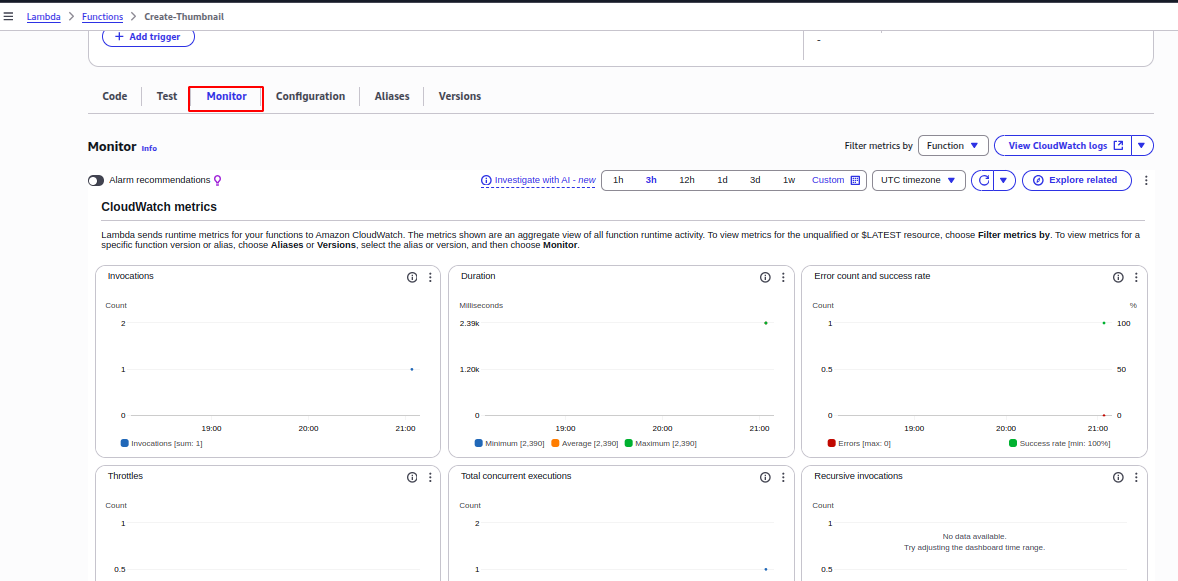 Lambda > Functions > Create-Thumbnail
+ Add trigger
-
Code Test Monitor Configuration Aliases Versions
Monitor Info
Filter metrics by Function View CloudWatch logs
Alarm recommendations
Investigate with AI - new 1h 3h 12h 1d 3d 1w Custom UTC timezone Explore related
CloudWatch metrics
Lambda sends runtime metrics for your functions to Amazon CloudWatch. The metrics shown are an aggregate view of all function runtime activity. To view metrics for the unqualified or $LATEST resource, choose Filter metrics by. To view metrics for a
specific function version or alias, choose Aliases or Versions, select the alias or version, and then choose Monitor.
Invocations
Count
2
1
0
19:00 20:00 21:00
Invocations [sum: 1]
Duration
Milliseconds
2.39k
1.20k
0
19:00 20:00 21:00
Minimum [2,390] Average [2,390] Maximum [2,390]
Error count and success rate
Count %
1 100
0.5 50
0 0
19:00 20:00 21:00
Errors [max: 0] Success rate [min: 100%]
Throttles
Count
1
0.5
Total concurrent executions
Count
2
1
Recursive invocations
Count
1
No data available.
Try adjusting the dashboard time range.
0.5